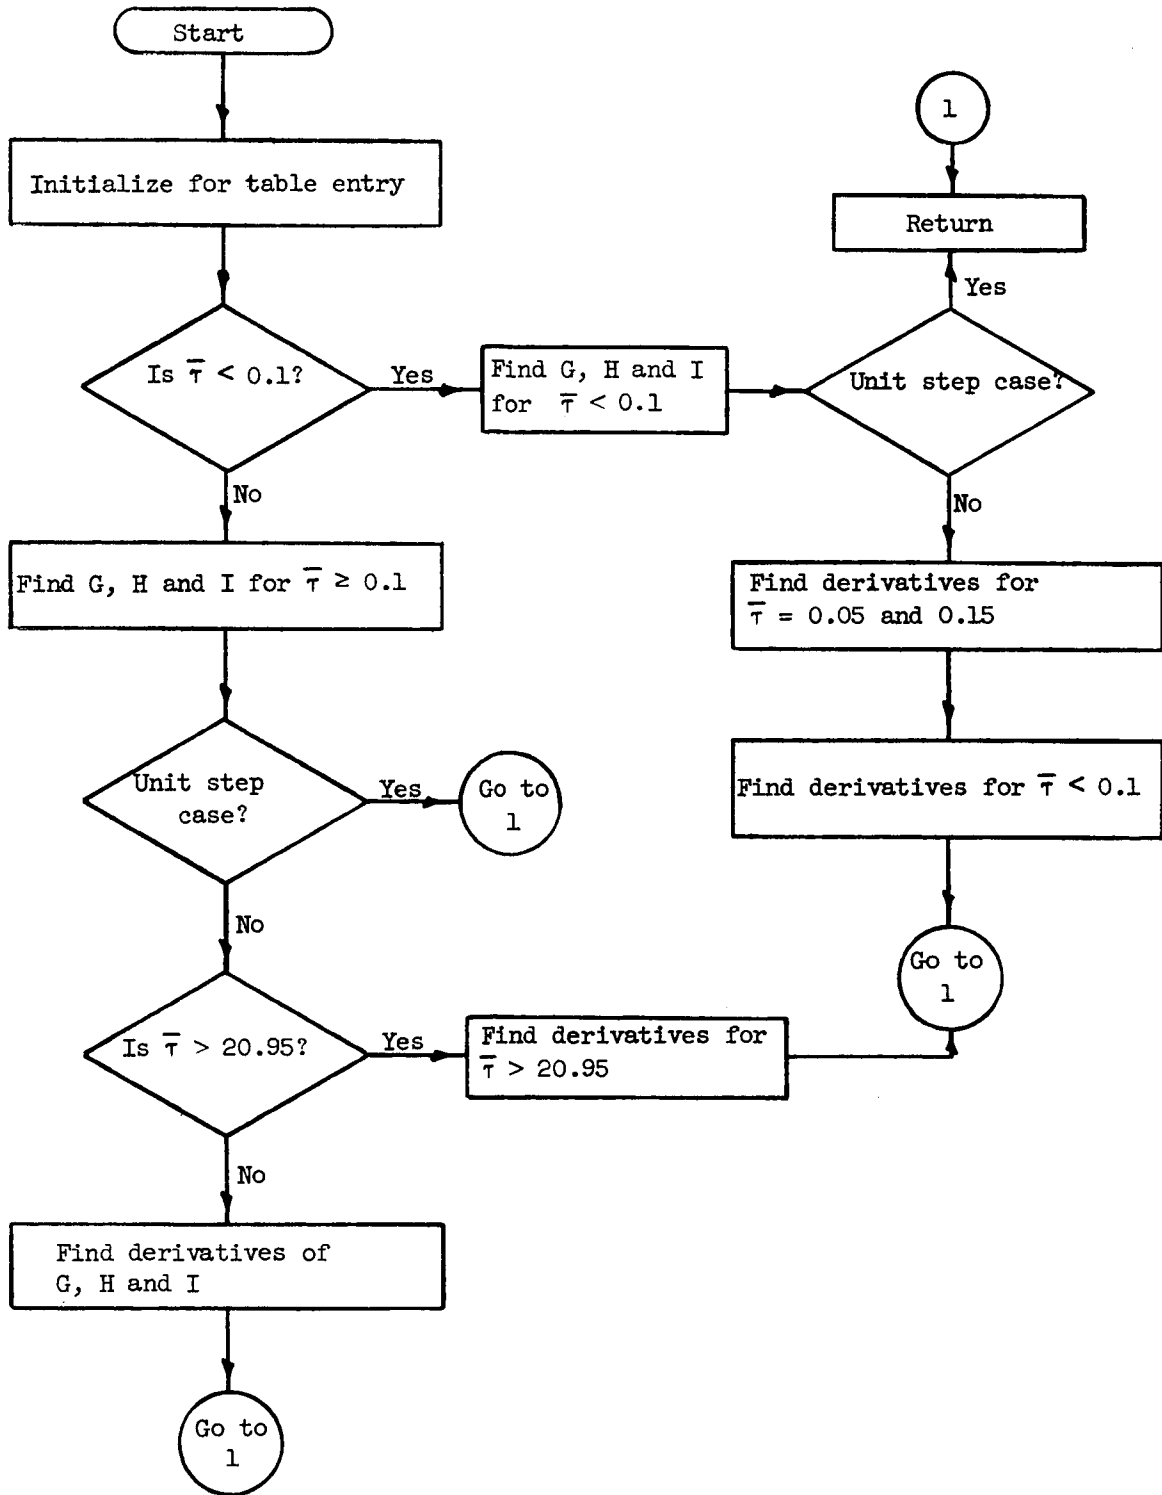 Start
Initialize for table entry
Is τ̅ < 0.1?
Yes
Find G, H and I
for τ̅ < 0.1
1
Return
Yes
Unit step case?
No
Find derivatives for
τ̅ = 0.05 and 0.15
Find derivatives for τ̅ < 0.1
Go to
1
No
Find G, H and I for τ̅ ≥ 0.1
Unit step
case?
Yes
Go to
1
No
Is τ̅ > 20.95?
Yes
Find derivatives for
τ̅ > 20.95
No
Find derivatives of
G, H and I
Go to
1